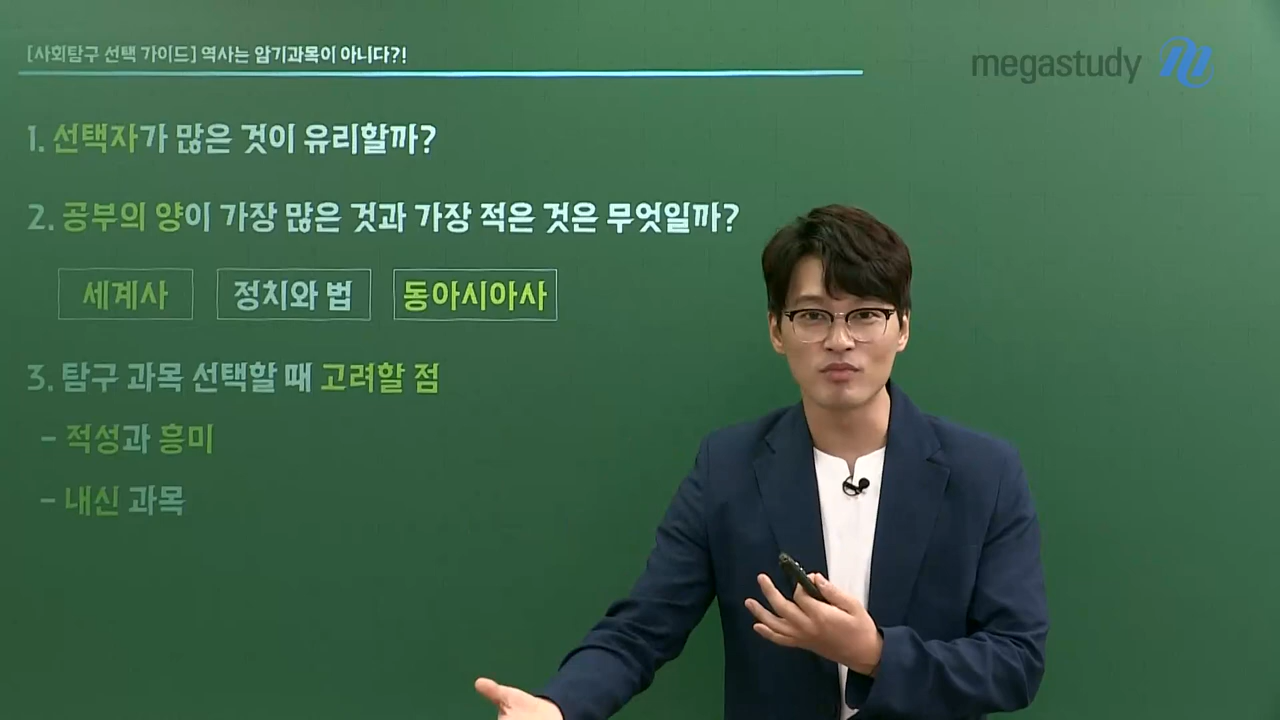 [사회탐구 선택 가이드] 역사는 암기과목이 아니다?!
megastudy
1. 선택자가 많은 것이 유리할까?
2. 공부의 양이 가장 많은 것과 가장 적은 것은 무엇일까?
세계사 정치와 법 동아시아사
3. 탐구 과목 선택할 때 고려할 점
- 적성과 흥미
- 내신 과목